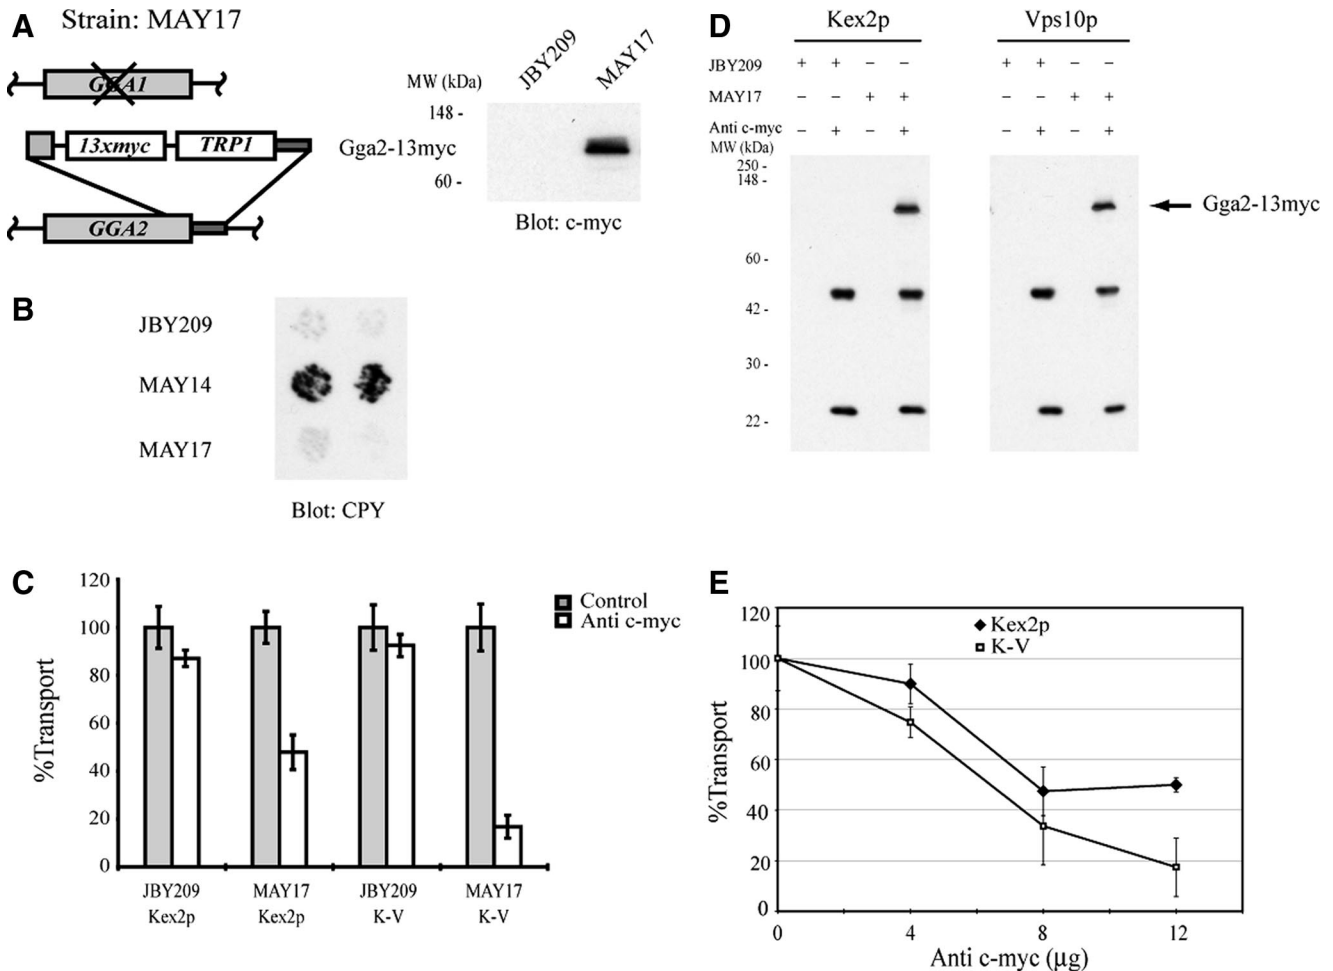 A
Strain: MAY17
GGA1
13xmyc
TRP1
GGA2
JBY209
MAY17
MW (kDa)
148 -
Gga2-13myc
60 -
Blot: c-myc
B
JBY209
MAY14
MAY17
Blot: CPY
C
%Transport
120
100
80
60
40
20
0
Control
Anti c-myc
JBY209 MAY17 JBY209 MAY17
Kex2p Kex2p K-V K-V
D
Kex2p Vps10p
JBY209 + + – – + + – –
MAY17 – – + + – – + +
Anti c-myc – + – + – + – +
MW (kDa)
250 -
148 -
Gga2-13myc
60 -
42 -
30 -
22 -
E
%Transport
120
100
80
60
40
20
0
Kex2p
K-V
0 4 8 12
Anti c-myc (µg)